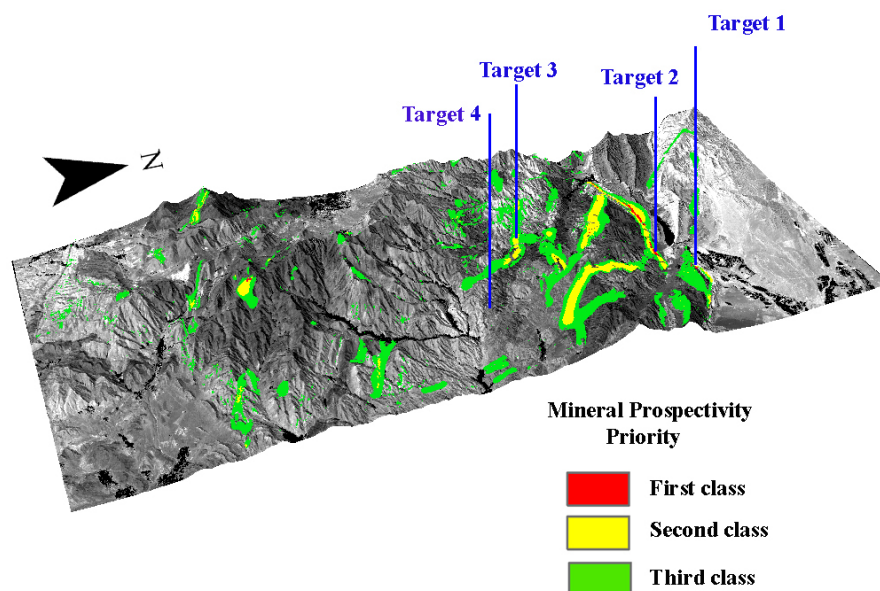 Target 1
Target 2
Target 3
Target 4
N
Mineral Prospectivity
Priority
First class
Second class
Third class